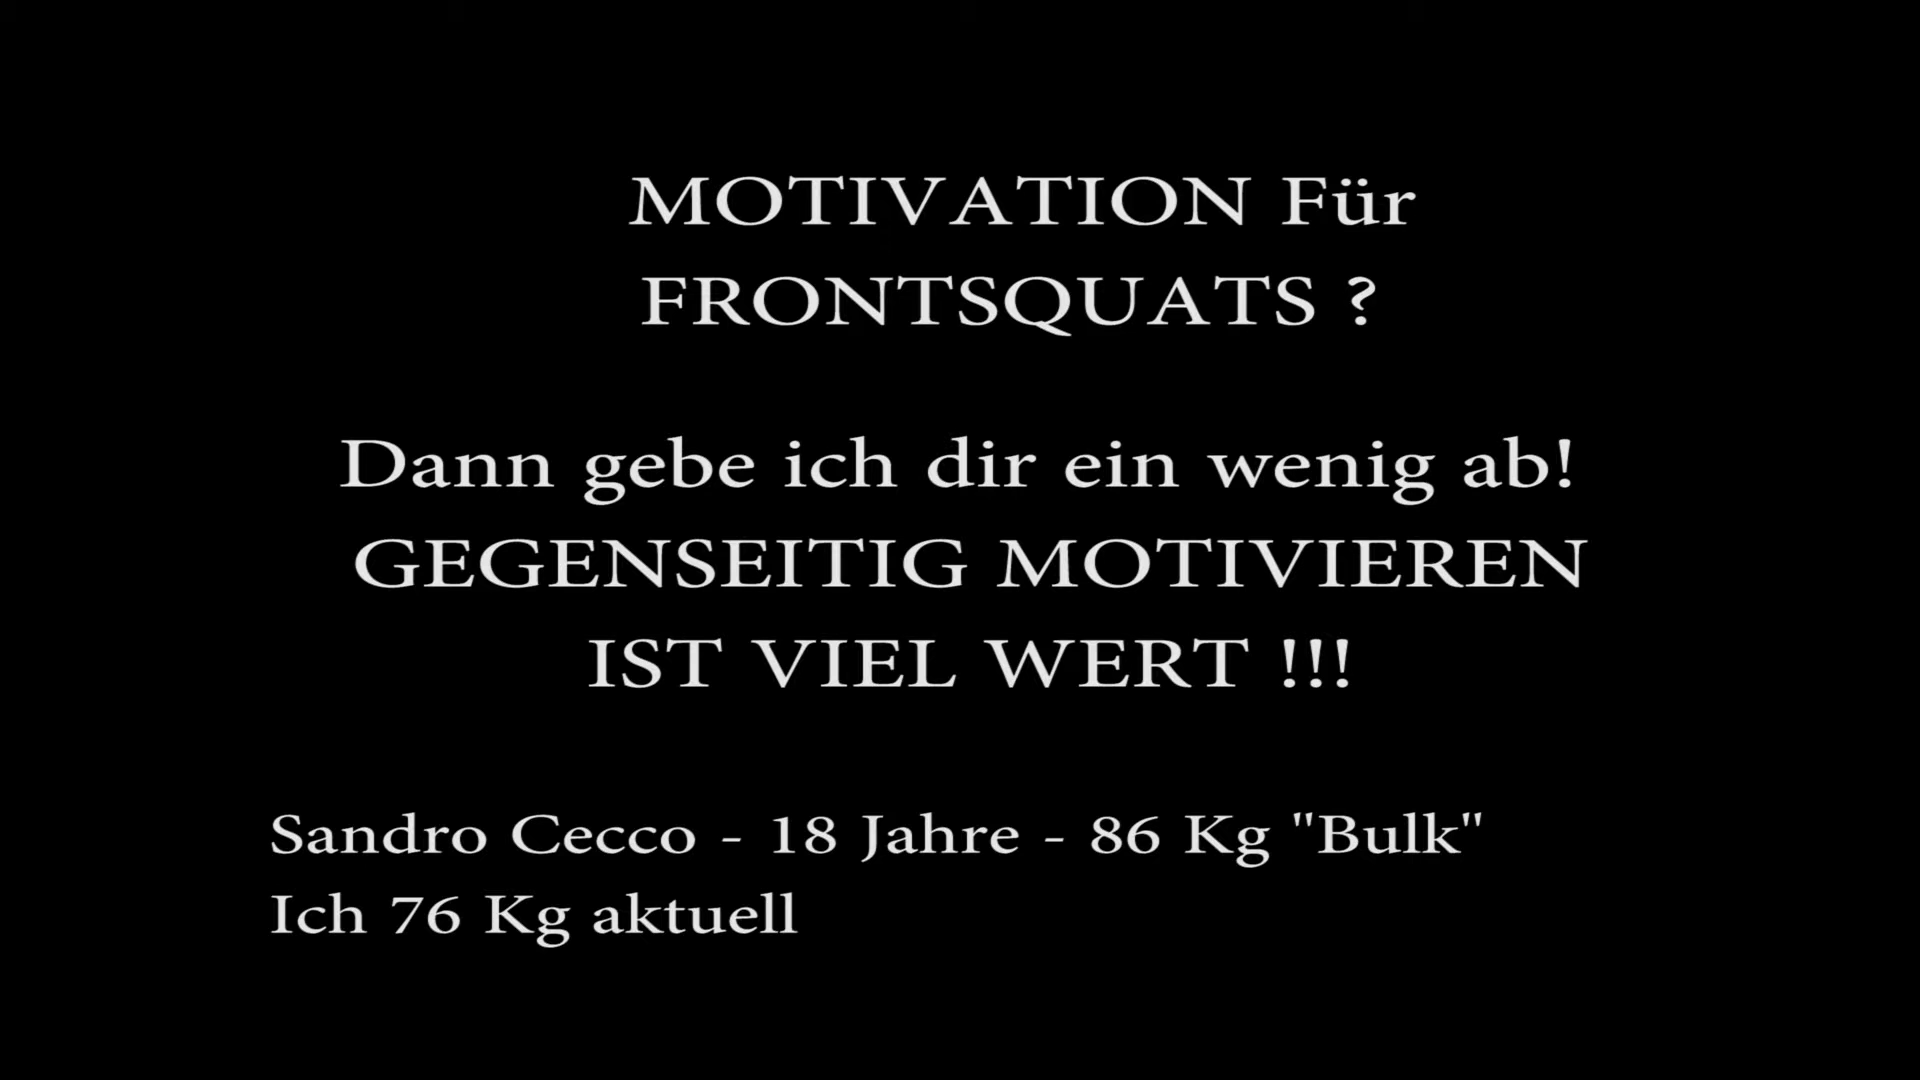 MOTIVATION Für
FRONTSQUATS ?
Dann gebe ich dir ein wenig ab!
GEGENSEITIG MOTIVIEREN
IST VIEL WERT !!!
Sandro Cecco - 18 Jahre - 86 Kg "Bulk"
Ich 76 Kg aktuell